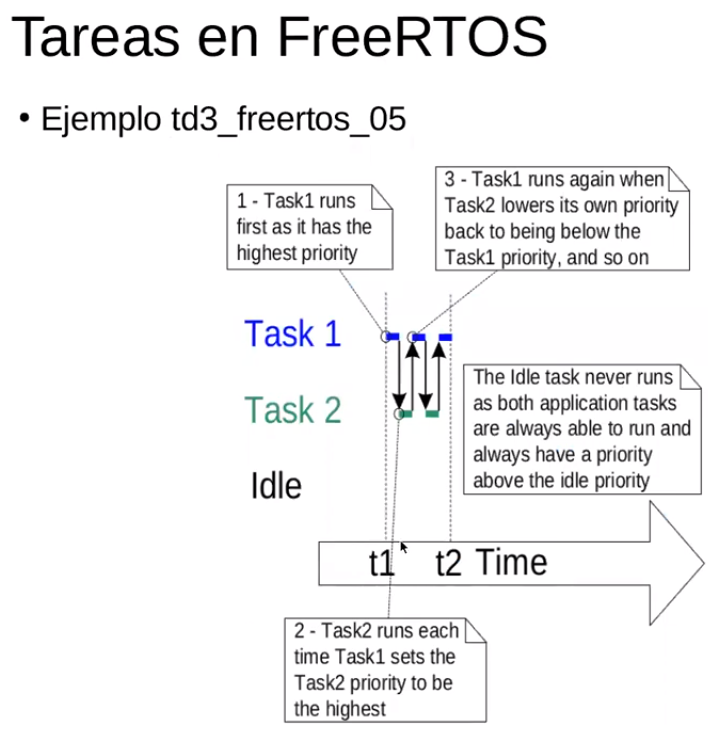 Tareas en FreeRTOS
• Ejemplo td3_freertos_05
1 - Task1 runs
first as it has the
highest priority
3 - Task1 runs again when
Task2 lowers its own priority
back to being below the
Task1 priority, and so on
Task 1
Task 2
Idle
The Idle task never runs
as both application tasks
are always able to run and
always have a priority
above the idle priority
t1 t2 Time
2 - Task2 runs each
time Task1 sets the
Task2 priority to be
the highest